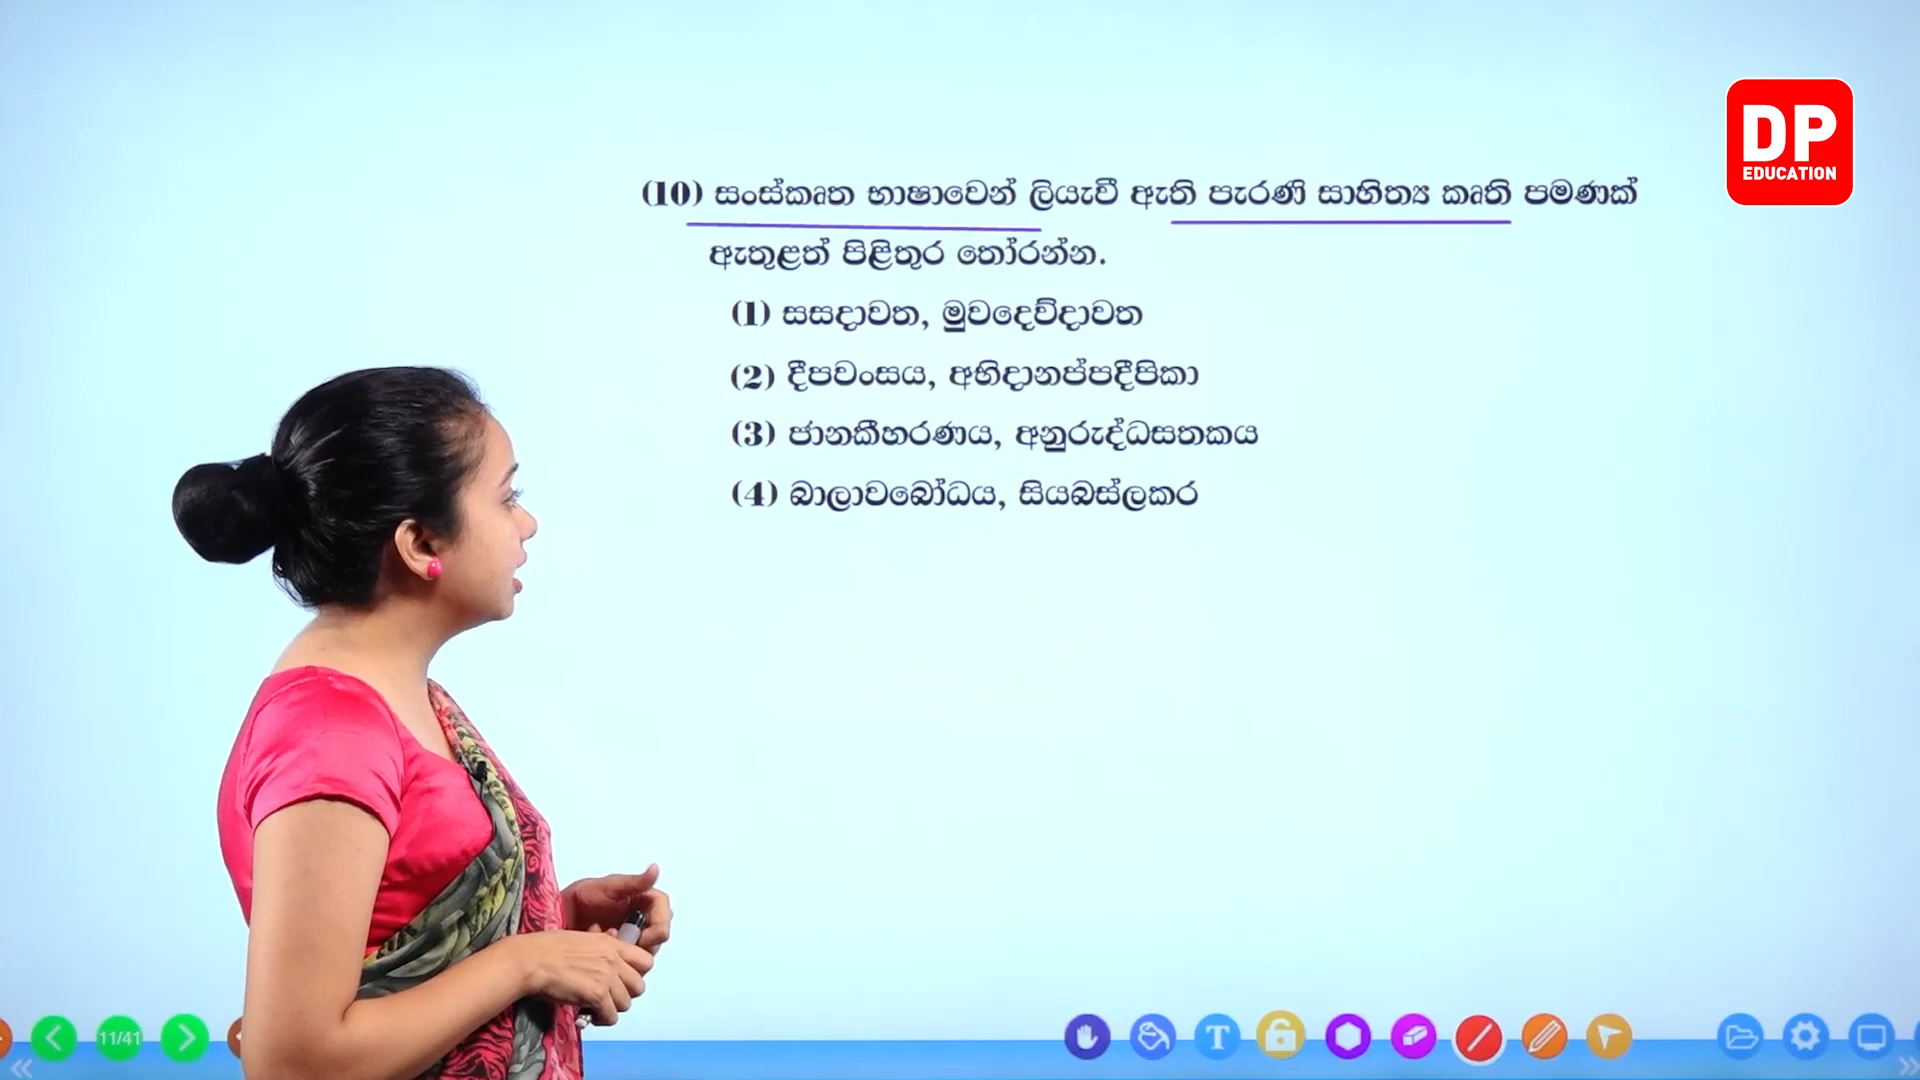 DP
EDUCATION
(10) සංස්කෘත භාෂාවෙන් ලියැවී ඇති පැරණි සාහිත්‍ය කෘති පමණක්
ඇතුළත් පිළිතුර තෝරන්න.
(1) සසදාවත, මුවදෙව්දාවත
(2) දීපවංසය, අභිදානප්පදීපිකා
(3) ජානකීහරණය, අනුරුද්ධසතකය
(4) බාලාවබෝධය, සියබස්ලකර
11/41
T